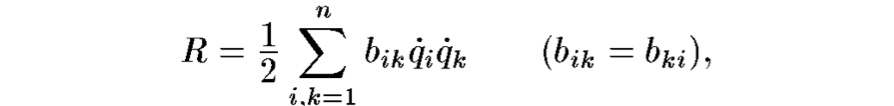 $R = \frac{1}{2} \sum_{i,k=1}^{n} b_{ik} \dot{q}_i \dot{q}_k \qquad (b_{ik} = b_{ki}),$